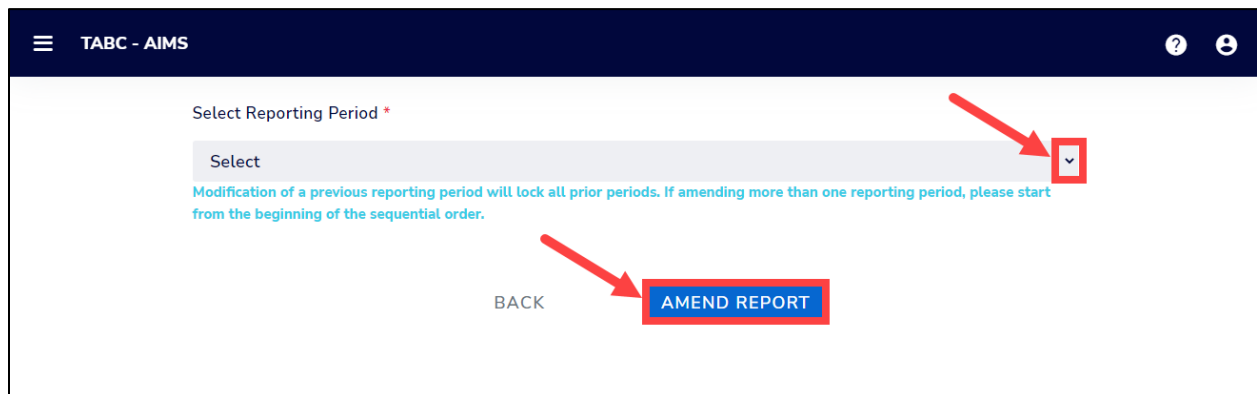 TABC - AIMS
Select Reporting Period *
Select
Modification of a previous reporting period will lock all prior periods. If amending more than one reporting period, please start
from the beginning of the sequential order.
BACK
AMEND REPORT